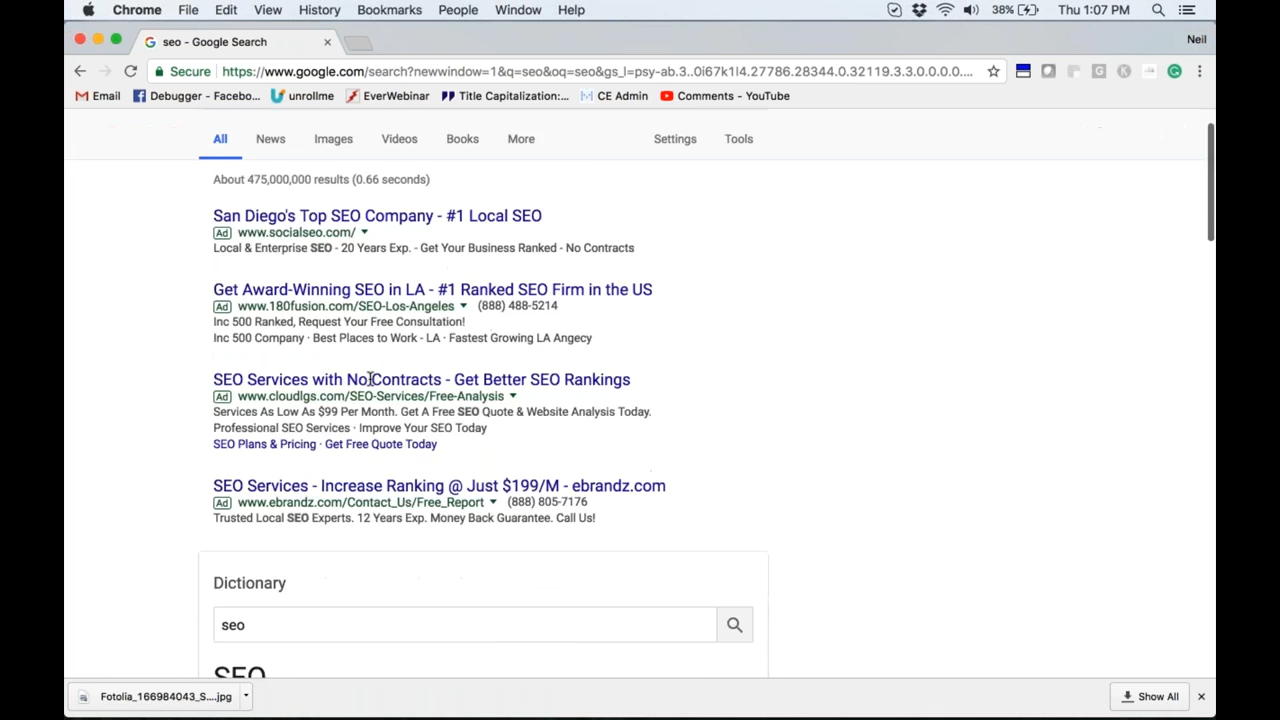 Chrome File Edit View History Bookmarks People Window Help 38% Thu 1:07 PM
seo - Google Search Neil
Secure https://www.google.com/search?newwindow=1&q=seo&oq=seo&gs_l=psy-ab.3..0i67k1l4.27786.28344.0.32119.3.3.0.0.0.0....
Email Debugger - Facebo... unrollme EverWebinar Title Capitalization:... CE Admin Comments - YouTube
All News Images Videos Books More Settings Tools
About 475,000,000 results (0.66 seconds)
San Diego's Top SEO Company - #1 Local SEO
Ad www.socialseo.com/
Local & Enterprise SEO - 20 Years Exp. - Get Your Business Ranked - No Contracts
Get Award-Winning SEO in LA - #1 Ranked SEO Firm in the US
Ad www.180fusion.com/SEO-Los-Angeles (888) 488-5214
Inc 500 Ranked, Request Your Free Consultation!
Inc 500 Company · Best Places to Work - LA · Fastest Growing LA Angecy
SEO Services with No Contracts - Get Better SEO Rankings
Ad www.cloudlgs.com/SEO-Services/Free-Analysis
Services As Low As $99 Per Month. Get A Free SEO Quote & Website Analysis Today.
Professional SEO Services · Improve Your SEO Today
SEO Plans & Pricing · Get Free Quote Today
SEO Services - Increase Ranking @ Just $199/M - ebrandz.com
Ad www.ebrandz.com/Contact_Us/Free_Report (888) 805-7176
Trusted Local SEO Experts. 12 Years Exp. Money Back Guarantee. Call Us!
Dictionary
seo
SEO
Fotolia_166984043_S....jpg Show All